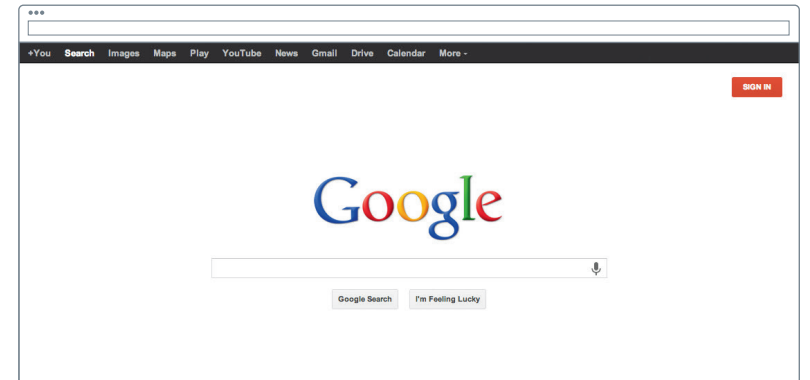 +You Search Images Maps Play YouTube News Gmail Drive Calendar More
SIGN IN
Google
Google Search I'm Feeling Lucky